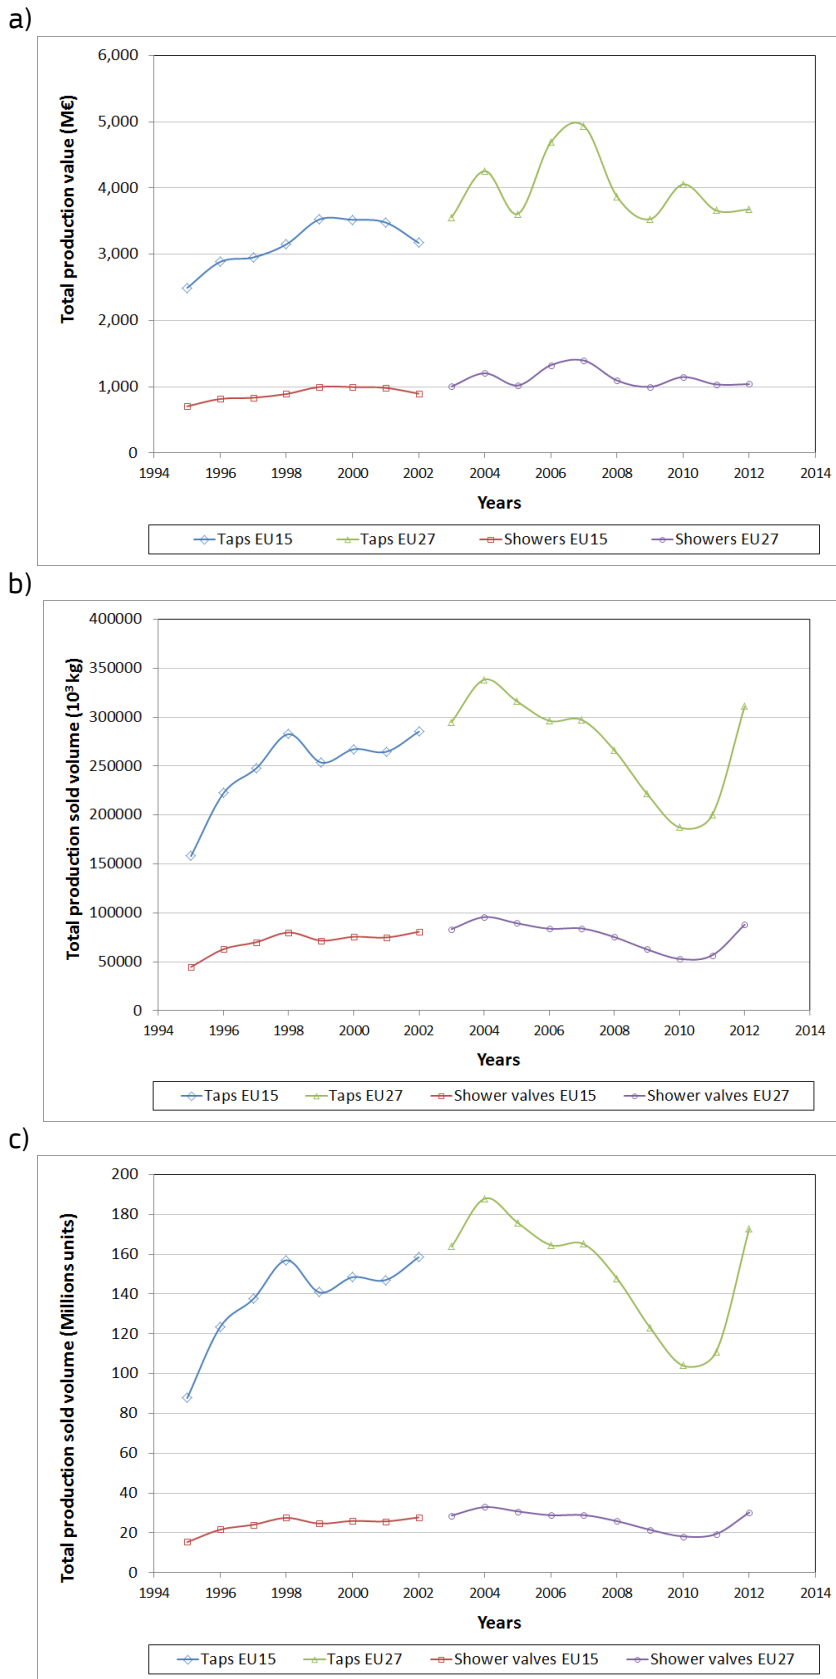 a)
Total production value (M€)
6,000
5,000
4,000
3,000
2,000
1,000
0
1994 1996 1998 2000 2002 2004 2006 2008 2010 2012 2014
Years
Taps EU15 Taps EU27 Showers EU15 Showers EU27
b)
Total production sold volume (10³ kg)
400000
350000
300000
250000
200000
150000
100000
50000
0
1994 1996 1998 2000 2002 2004 2006 2008 2010 2012 2014
Years
Taps EU15 Taps EU27 Shower valves EU15 Shower valves EU27
c)
Total production sold volume (Millions units)
200
180
160
140
120
100
80
60
40
20
0
1994 1996 1998 2000 2002 2004 2006 2008 2010 2012 2014
Years
Taps EU15 Taps EU27 Shower valves EU15 Shower valves EU27